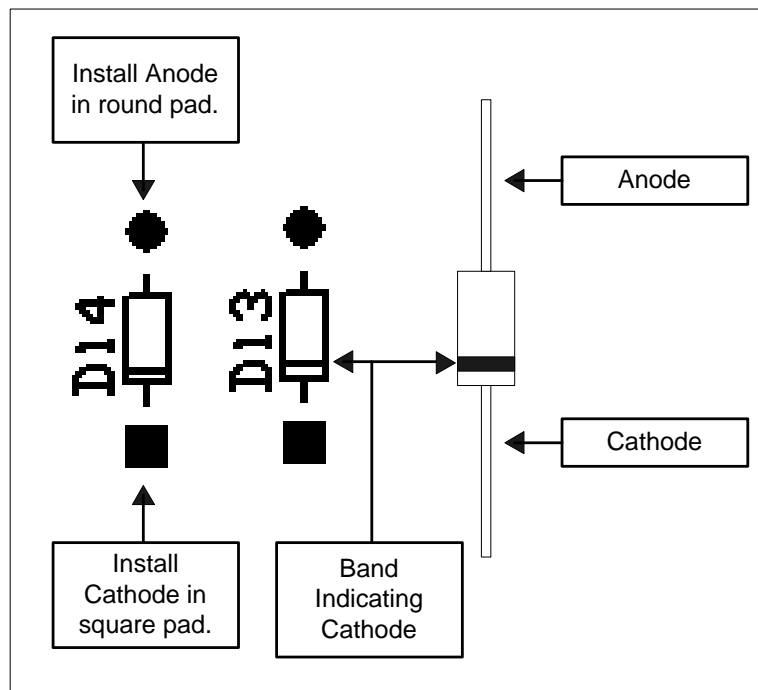 Install Anode
in round pad.
Anode
D14
D13
Cathode
Install
Cathode in
square pad.
Band
Indicating
Cathode